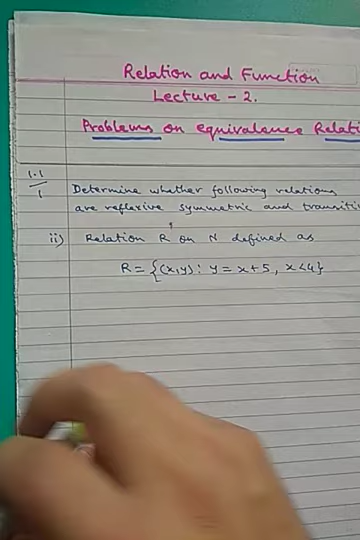 Relation and Function
Lecture - 2.
Problems on equivalence
1.1
1
Determine whether following relations
are reflexive symmetric and
ii) Relation R on N defined as
R = {(x,y) : y = x+5, x<4}